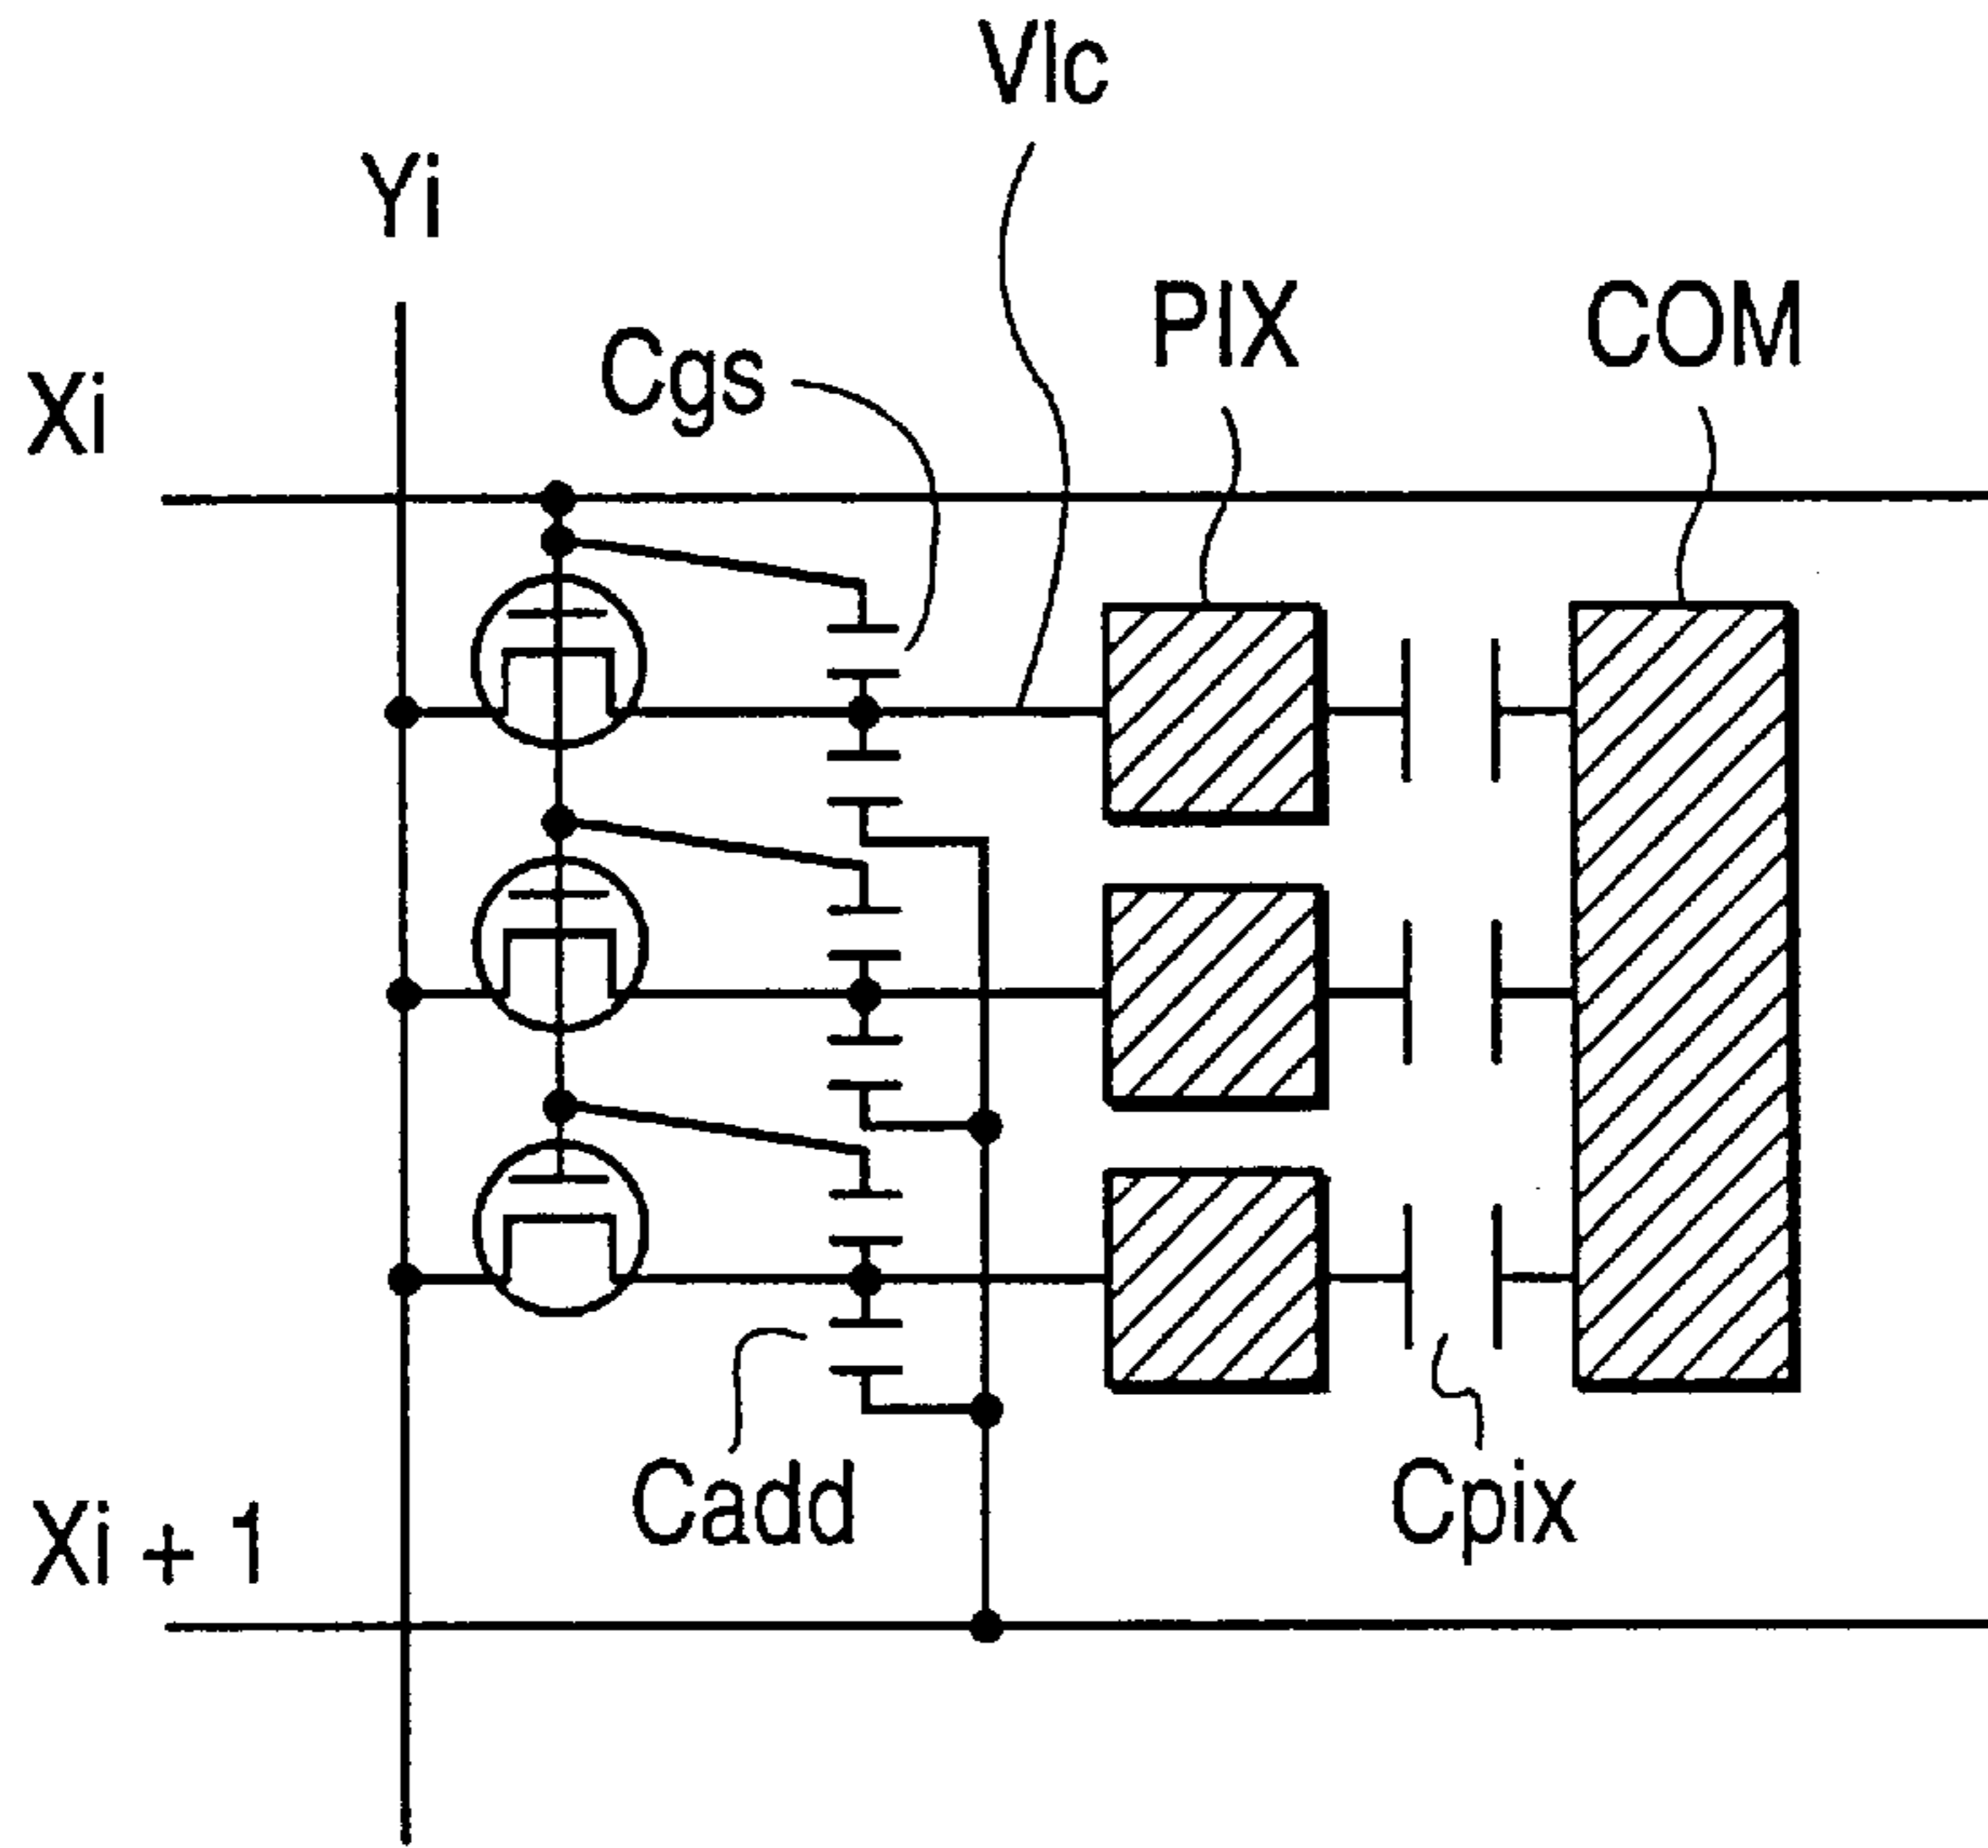 Vlc
Yi
PIX
COM
Cgs
Xi
Cadd
Cpix
Xi + 1